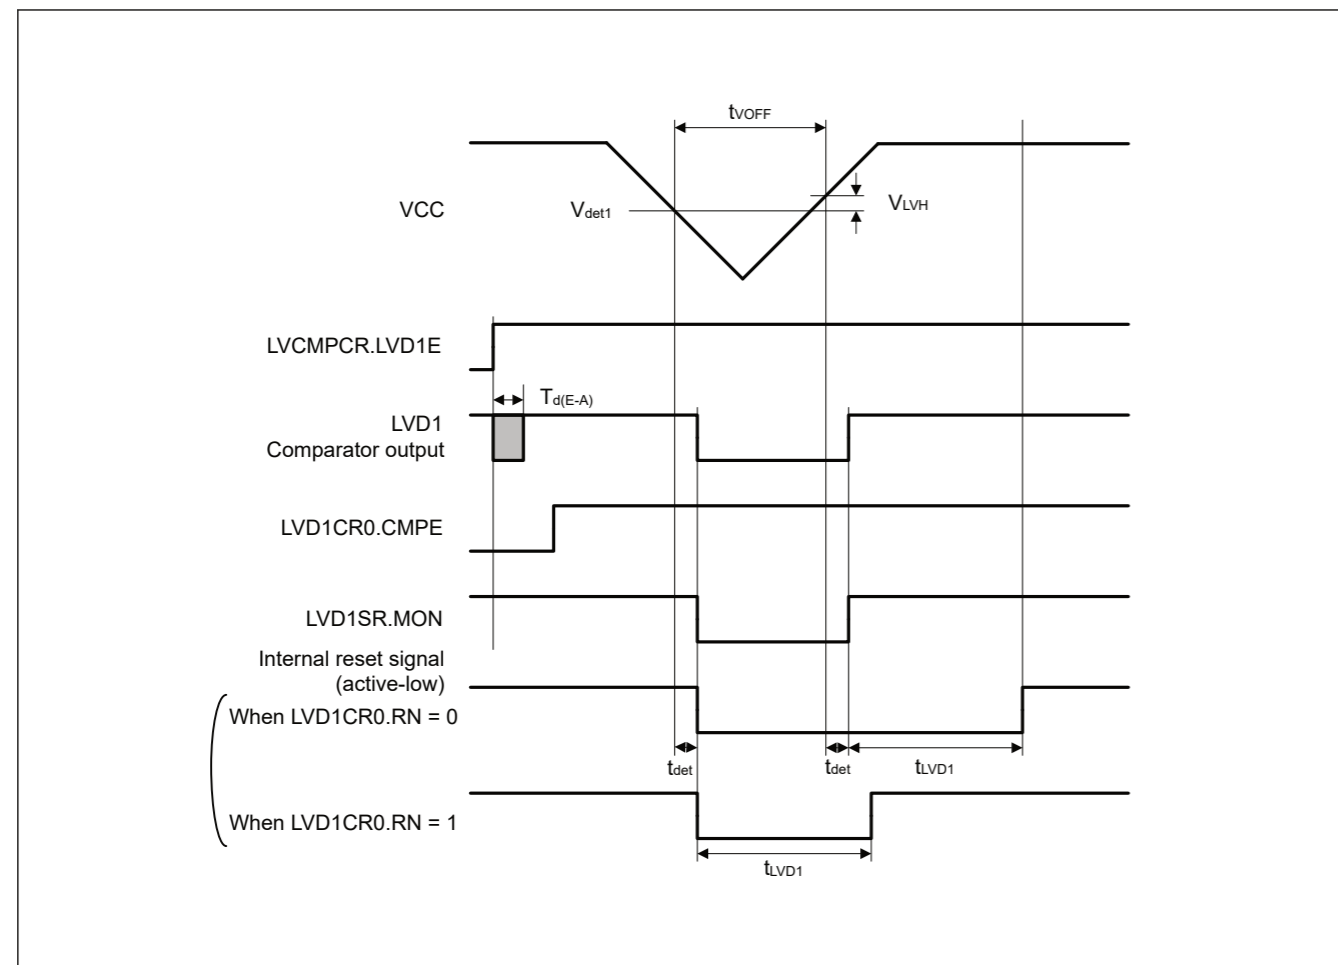 tVOFF
VCC
Vdet1
VLVH
LVCMPCR.LVD1E
Td(E-A)
LVD1
Comparator output
LVD1CR0.CMPE
LVD1SR.MON
Internal reset signal
(active-low)
When LVD1CR0.RN = 0
tdet
tdet
tLVD1
When LVD1CR0.RN = 1
tLVD1